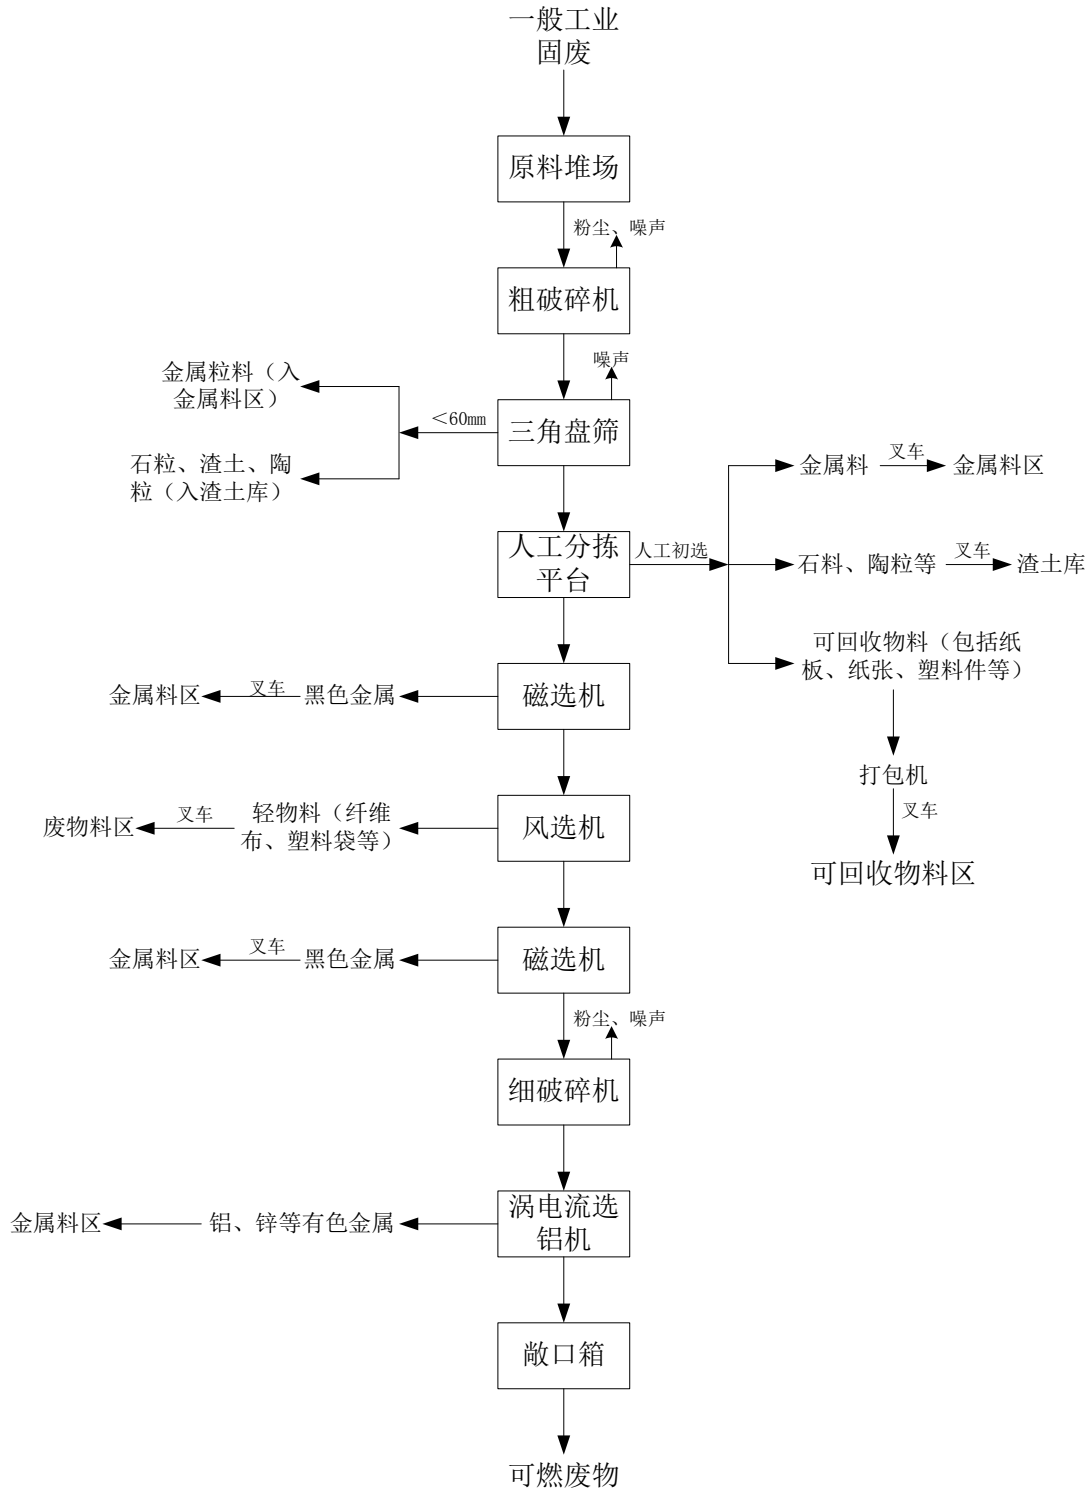 一般工业
固废
原料堆场
粉尘、噪声
粗破碎机
噪声
金属粒料（入
金属料区）
＜60mm
三角盘筛
石粒、渣土、陶
粒（入渣土库）
金属料
叉车
金属料区
人工分拣
平台
人工初选
石料、陶粒等
叉车
渣土库
可回收物料（包括纸
板、纸张、塑料件等）
金属料区
叉车
黑色金属
磁选机
打包机
叉车
可回收物料区
废物料区
叉车
轻物料（纤维
布、塑料袋等）
风选机
金属料区
叉车
黑色金属
磁选机
粉尘、噪声
细破碎机
金属料区
铝、锌等有色金属
涡电流选
铝机
敞口箱
可燃废物